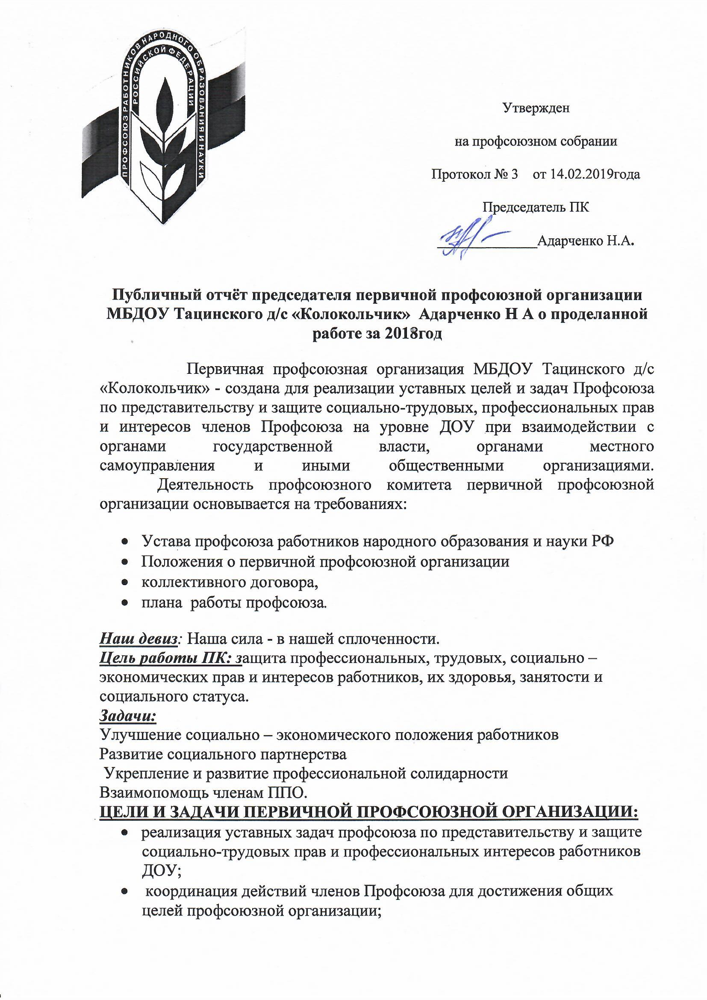 ПРОФСОЮЗ РАБОТНИКОВ НАРОДНОГО ОБРАЗОВАНИЯ И НАУКИ
РОССИЙСКОЙ ФЕДЕРАЦИИ
Утвержден
на профсоюзном собрании
Протокол № 3 от 14.02.2019года
Председатель ПК
______________Адарченко Н.А.
Публичный отчёт председателя первичной профсоюзной организации
МБДОУ Тацинского д/с «Колокольчик» Адарченко Н А о проделанной
работе за 2018год
Первичная профсоюзная организация МБДОУ Тацинского д/с
«Колокольчик» - создана для реализации уставных целей и задач Профсоюза
по представительству и защите социально-трудовых, профессиональных прав
и интересов членов Профсоюза на уровне ДОУ при взаимодействии с
органами государственной власти, органами местного
самоуправления и иными общественными организациями.
Деятельность профсоюзного комитета первичной профсоюзной
организации основывается на требованиях:
• Устава профсоюза работников народного образования и науки РФ
• Положения о первичной профсоюзной организации
• коллективного договора,
• плана работы профсоюза.
Наш девиз: Наша сила - в нашей сплоченности.
Цель работы ПК: защита профессиональных, трудовых, социально –
экономических прав и интересов работников, их здоровья, занятости и
социального статуса.
Задачи:
Улучшение социально – экономического положения работников
Развитие социального партнерства
Укрепление и развитие профессиональной солидарности
Взаимопомощь членам ППО.
ЦЕЛИ И ЗАДАЧИ ПЕРВИЧНОЙ ПРОФСОЮЗНОЙ ОРГАНИЗАЦИИ:
• реализация уставных задач профсоюза по представительству и защите
социально-трудовых прав и профессиональных интересов работников
ДОУ;
• координация действий членов Профсоюза для достижения общих
целей профсоюзной организации;